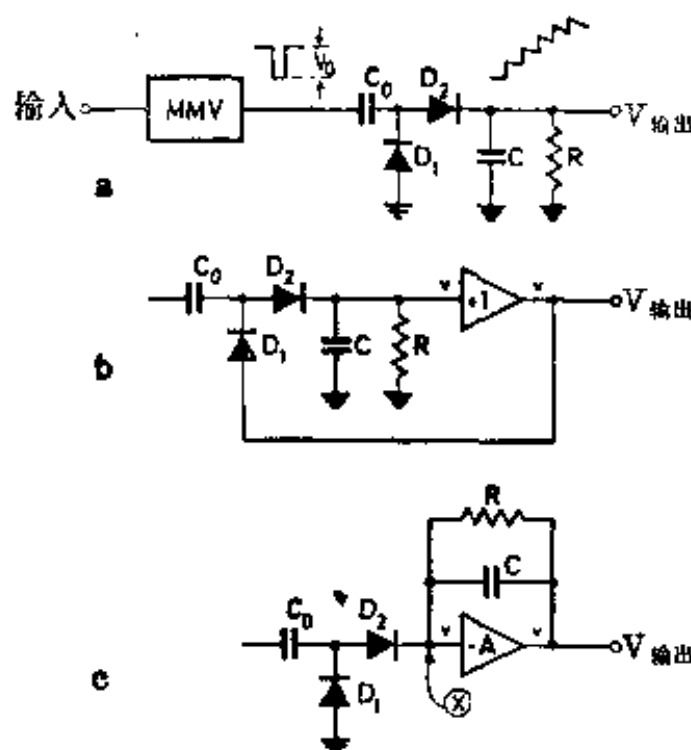 V₀
C₀ D₂
输入 MMV V输出
D₁ C R
a
C₀ D₂ v +1 v V输出
D₁ C R
b
R
C
C₀ D₂ v -A v V输出
D₁ X
c